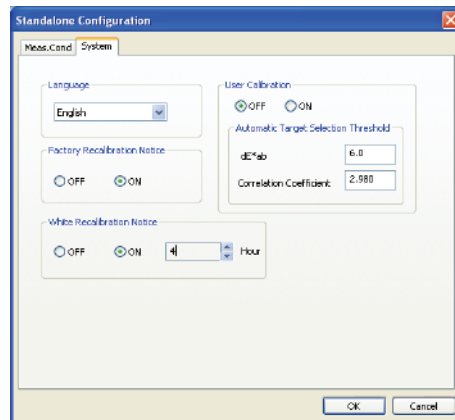 Standalone Configuration
Meas.Cond System
Language
English
Factory Recalibration Notice
OFF ON
White Recalibration Notice
OFF ON 4 Hour
User Calibration
OFF ON
Automatic Target Selection Threshold
dE*ab 6.0
Correlation Coefficient 2.980
OK Cancel